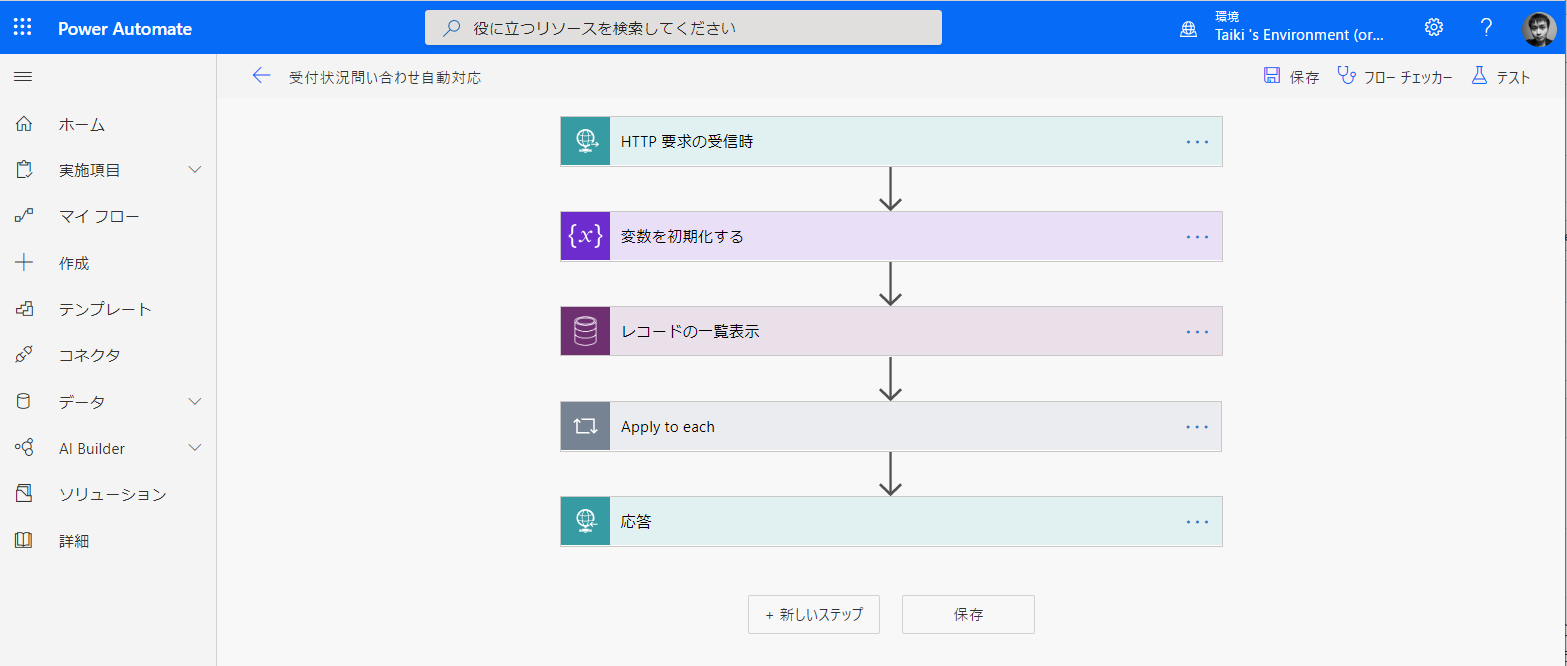 Power Automate
役に立つリソースを検索してください
環境
Taiki 's Environment (or...
受付状況問い合わせ自動対応
保存
フロー チェッカー
テスト
ホーム
実施項目
マイ フロー
作成
テンプレート
コネクタ
データ
AI Builder
ソリューション
詳細
HTTP 要求の受信時
{x}
変数を初期化する
レコードの一覧表示
Apply to each
応答
+ 新しいステップ
保存